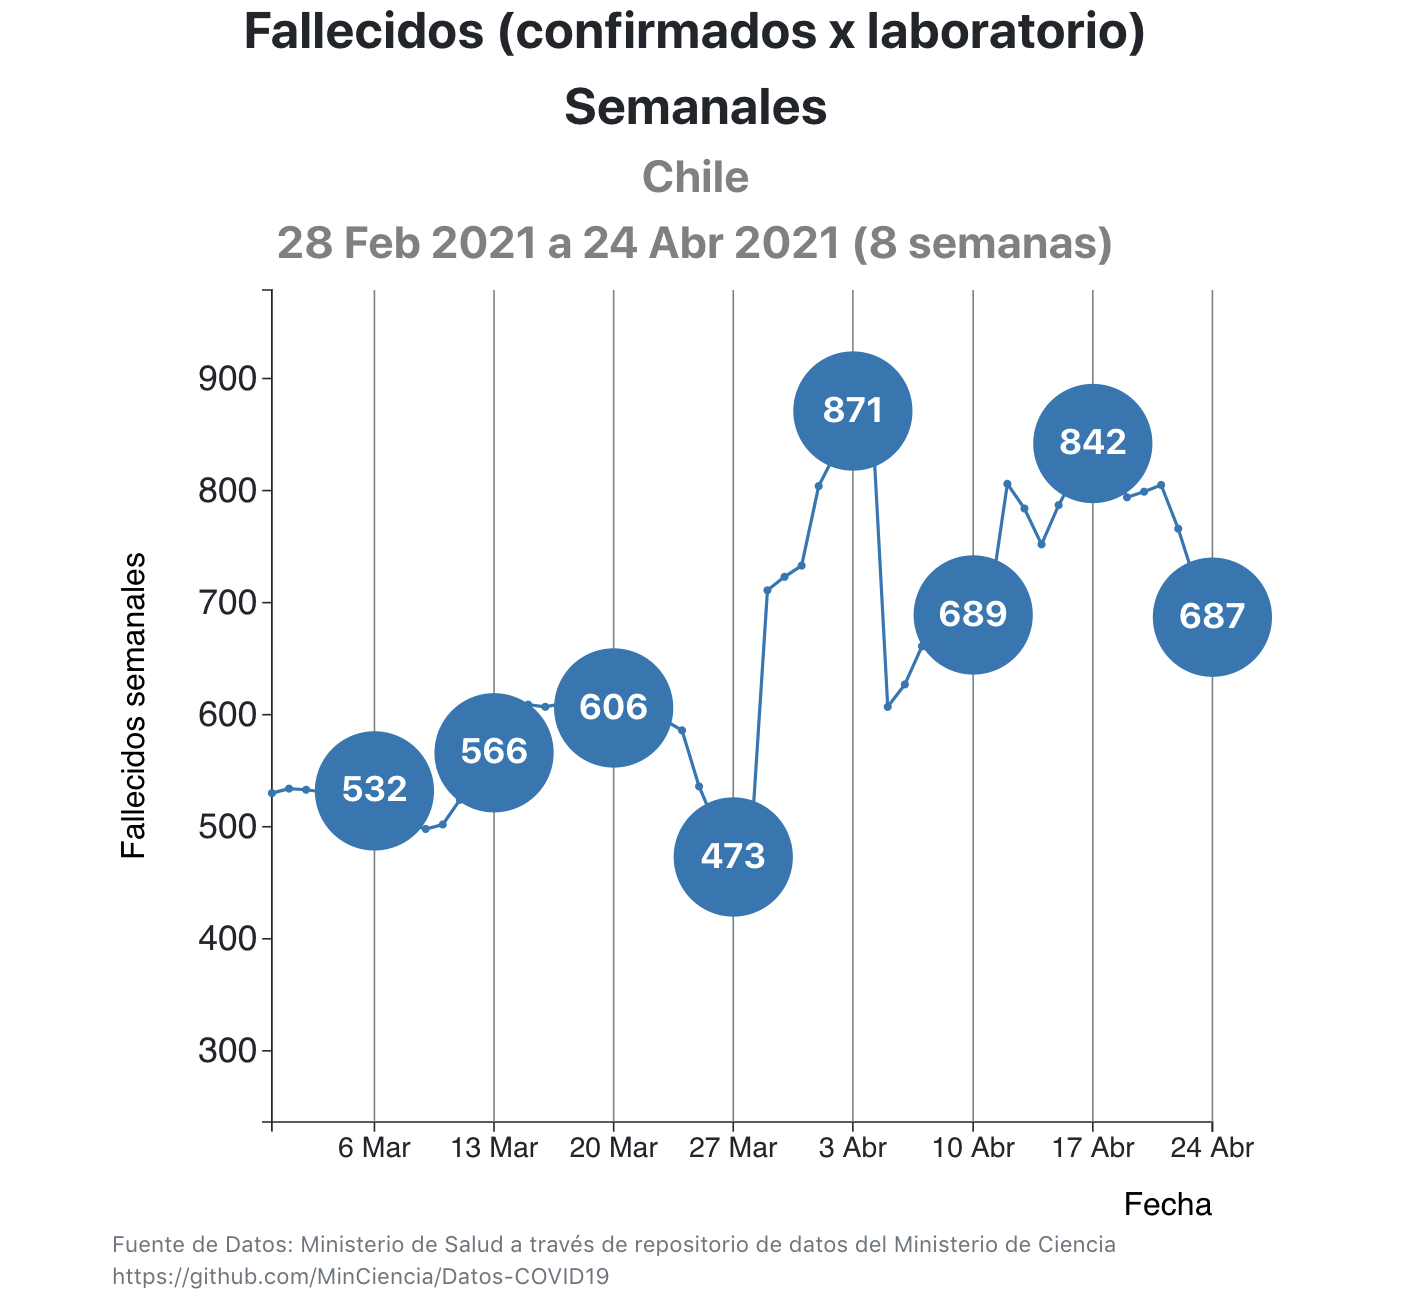 Fallecidos (confirmados x laboratorio)
Semanales
Chile
28 Feb 2021 a 24 Abr 2021 (8 semanas)
Fallecidos semanales
900
800
700
600
500
400
300
532
566
606
473
871
689
842
687
6 Mar
13 Mar
20 Mar
27 Mar
3 Abr
10 Abr
17 Abr
24 Abr
Fecha
Fuente de Datos: Ministerio de Salud a través de repositorio de datos del Ministerio de Ciencia
https://github.com/MinCiencia/Datos-COVID19